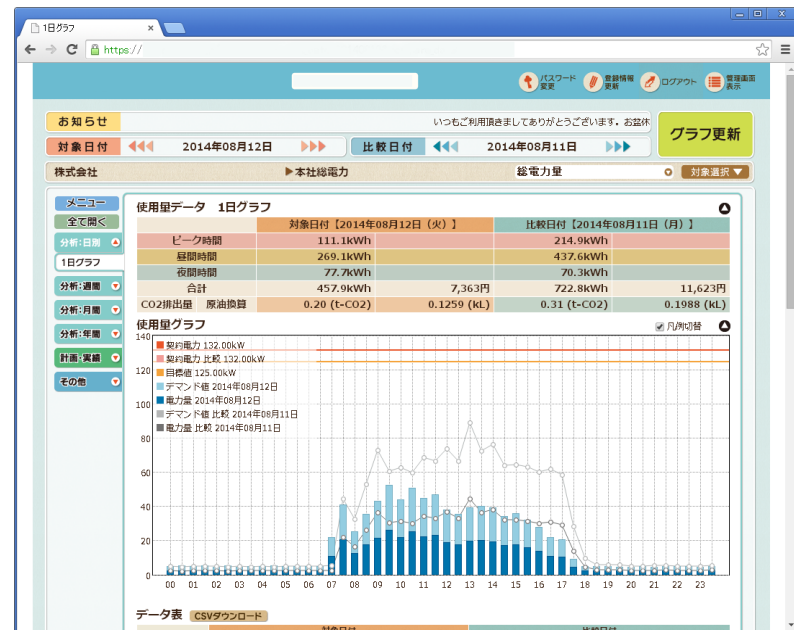 1日グラフ
https://
パスワード変更 登録情報更新 ログアウト 管理画面表示
お知らせ いつもご利用頂きましてありがとうございます。お盆休
対象日付 2014年08月12日 比較日付 2014年08月11日 グラフ更新
株式会社 ▶本社総電力 総電力量 対象選択▼
メニュー
全て開く
分析:日別
1日グラフ
分析:週間
分析:月間
分析:年間
計画:実績
その他
使用量データ 1日グラフ
対象日付【2014年08月12日（火）】 比較日付【2014年08月11日（月）】
ピーク時間 111.1kWh 214.9kWh
昼間時間 269.1kWh 437.6kWh
夜間時間 77.7kWh 70.3kWh
合計 457.9kWh 7,363円 722.8kWh 11,623円
CO2排出量 原油換算 0.20 (t-CO2) 0.1259 (kL) 0.31 (t-CO2) 0.1988 (kL)
使用量グラフ 凡例切替
契約電力 132.00kW
契約電力 比較 132.00kW
目標値 125.00kW
デマンド値 2014年08月12日
電力量 2014年08月12日
デマンド値 比較 2014年08月11日
電力量 比較 2014年08月11日
140
120
100
80
60
40
20
0
00 01 02 03 04 05 06 07 08 09 10 11 12 13 14 15 16 17 18 19 20 21 22 23
データ表 CSVダウンロード
対象日付 比較日付